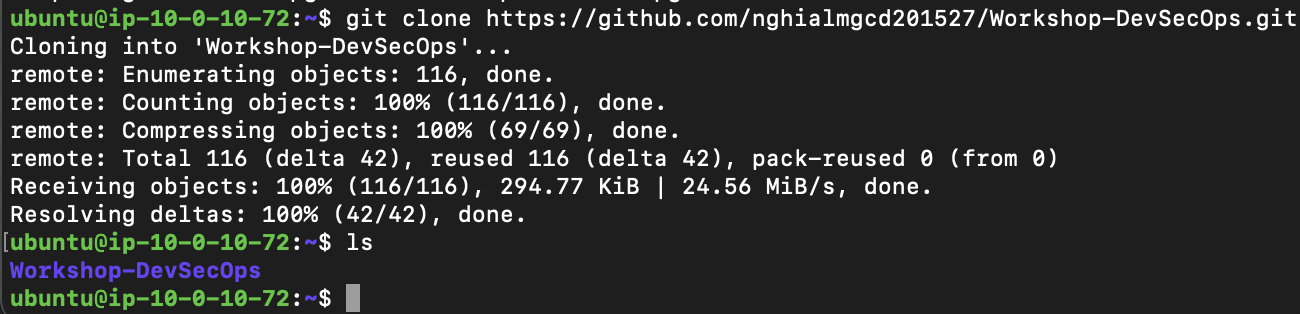 ubuntu@ip-10-0-10-72:~$ git clone https://github.com/nghialmgcd201527/Workshop-DevSecOps.git
Cloning into 'Workshop-DevSecOps'...
remote: Enumerating objects: 116, done.
remote: Counting objects: 100% (116/116), done.
remote: Compressing objects: 100% (69/69), done.
remote: Total 116 (delta 42), reused 116 (delta 42), pack-reused 0 (from 0)
Receiving objects: 100% (116/116), 294.77 KiB | 24.56 MiB/s, done.
Resolving deltas: 100% (42/42), done.
[ubuntu@ip-10-0-10-72:~$ ls
Workshop-DevSecOps
ubuntu@ip-10-0-10-72:~$